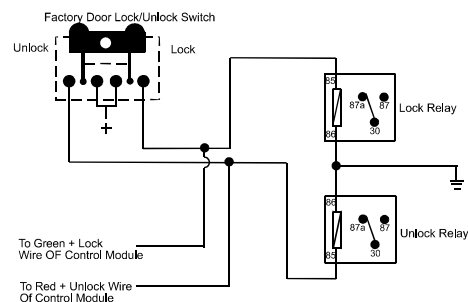 Factory Door Lock/Unlock Switch
Unlock
Lock
+
85
87a 87
30
86
Lock Relay
86
87a 87
30
85
Unlock Relay
To Green + Lock
Wire OF Control Module
To Red + Unlock Wire
Of Control Module